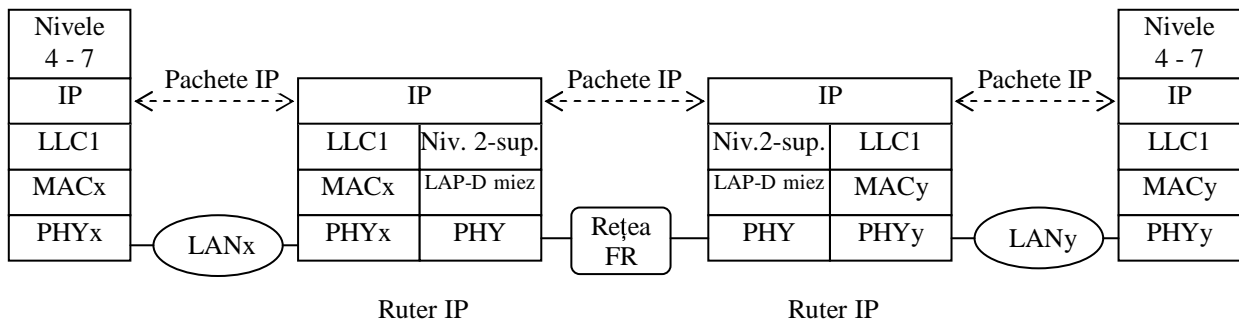 Nivele
4 - 7
Nivele
4 - 7
Pachete IP
Pachete IP
Pachete IP
IP
IP
IP
IP
LLC1
LLC1
Niv. 2-sup.
Niv.2-sup.
LLC1
LLC1
MACx
MACx
LAP-D miez
LAP-D miez
MACy
MACy
PHYx
LANx
PHYx
PHY
Rețea
FR
PHY
PHYy
LANy
PHYy
Ruter IP
Ruter IP